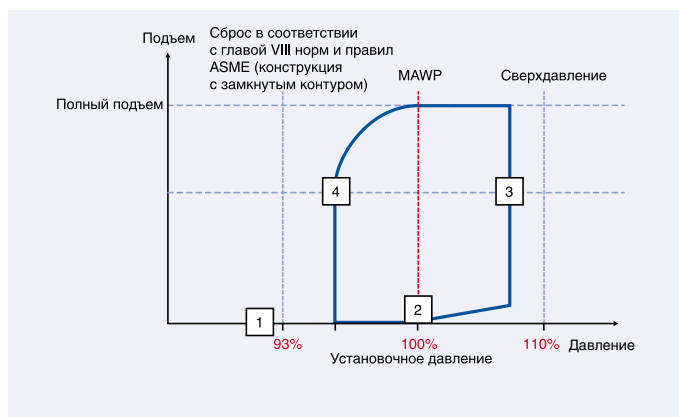 Подъем
Сброс в соответствии
с главой VIII норм и правил
ASME (конструкция
с замкнутым контуром)
MAWP
Сверхдавление
Полный подъем
4
3
2
1
93%
100%
110%
Давление
Установочное давление